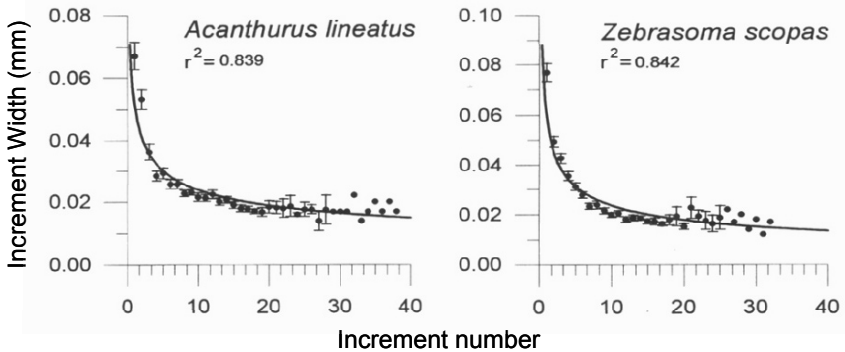 Acanthurus lineatus
r2= 0.839
Increment Width (mm)
0.08
0.06
0.04
0.02
0.00
0 10 20 30 40
Zebrasoma scopas
r2= 0.842
0.10
0.08
0.06
0.04
0.02
0.00
0 10 20 30 40
Increment number